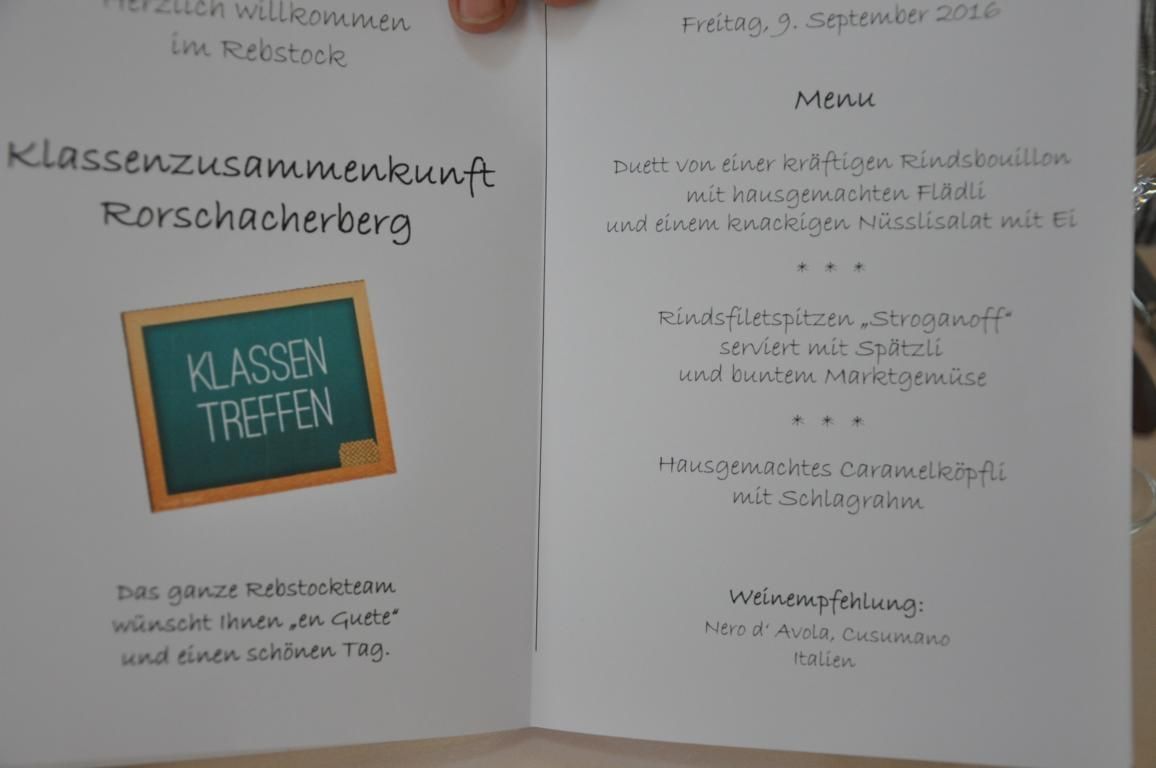 Herzlich willkommen
im Rebstock
Klassenzusammenkunft
Rorschacherberg
KLASSEN
TREFFEN
Das ganze Rebstockteam
wünscht Ihnen „en Guete“
und einen schönen Tag.
Freitag, 9. September 2016
Menu
Duett von einer kräftigen Rindsbouillon
mit hausgemachten Flädli
und einem knackigen Nüsslisalat mit Ei
* * *
Rindsfiletspitzen „Stroganoff“
serviert mit Spätzli
und buntem Marktgemüse
* * *
Hausgemachtes Caramelköpfli
mit Schlagrahm
Weinempfehlung:
Nero d' Avola, Cusumano
Italien